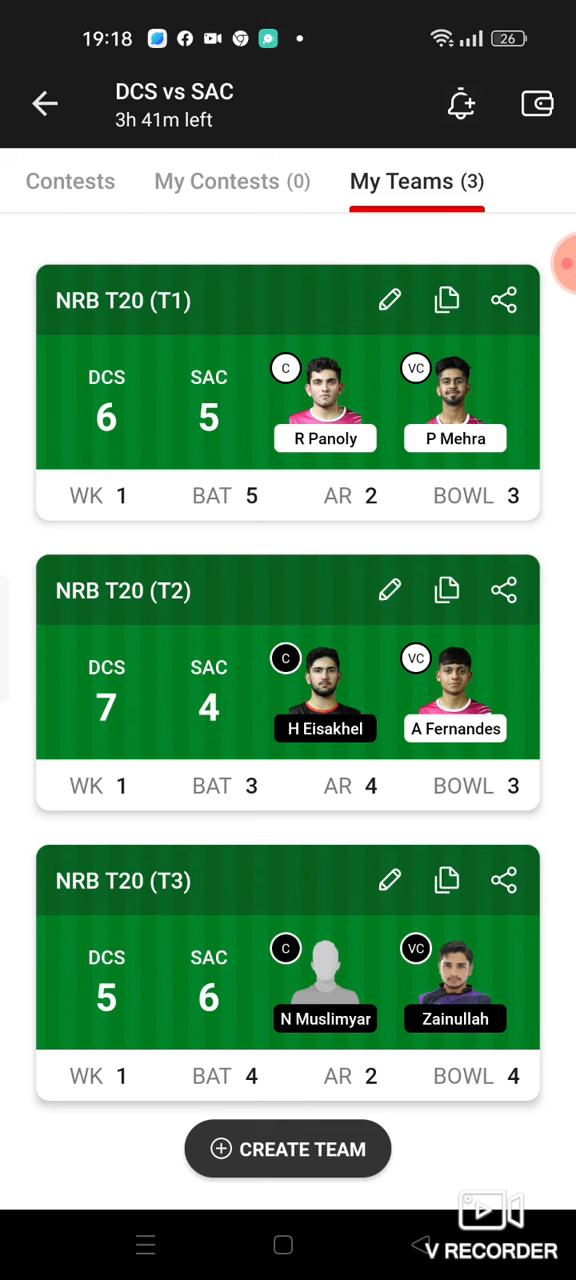 19:18
26
DCS vs SAC
3h 41m left
Contests My Contests (0) My Teams (3)
NRB T20 (T1)
DCS SAC C VC
6 5
R Panoly P Mehra
WK 1 BAT 5 AR 2 BOWL 3
NRB T20 (T2)
DCS SAC C VC
7 4
H Eisakhel A Fernandes
WK 1 BAT 3 AR 4 BOWL 3
NRB T20 (T3)
DCS SAC C VC
5 6
N Muslimyar Zainullah
WK 1 BAT 4 AR 2 BOWL 4
CREATE TEAM
V RECORDER